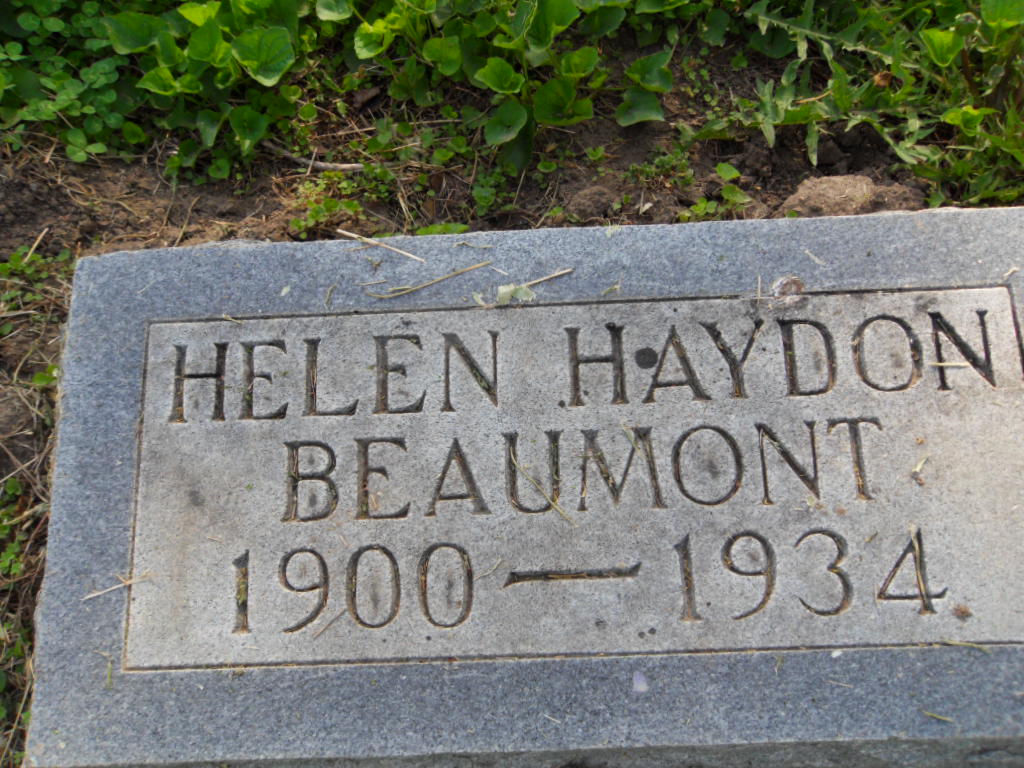 HELEN HAYDON
BEAUMONT
1900 — 1934